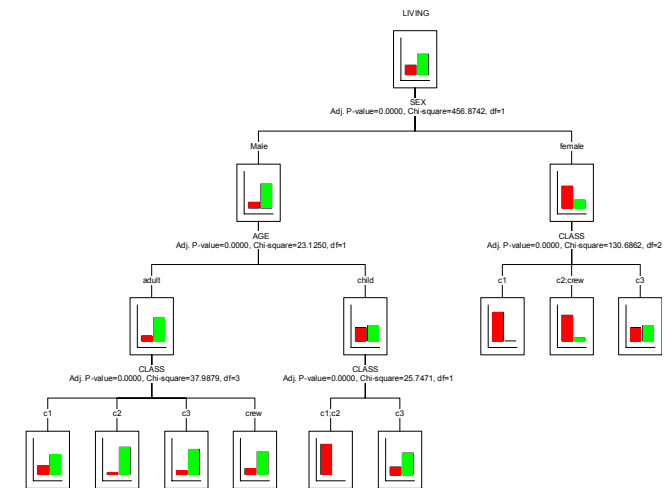 LIVING
SEX
Adj. P-value=0.0000, Chi-square=456.8742, df=1
Male
female
AGE
Adj. P-value=0.0000, Chi-square=23.1250, df=1
CLASS
Adj. P-value=0.0000, Chi-square=130.6862, df=2
adult
child
c1
c2;crew
c3
CLASS
Adj. P-value=0.0000, Chi-square=37.9879, df=3
CLASS
Adj. P-value=0.0000, Chi-square=25.7471, df=1
c1
c2
c3
crew
c1;c2
c3